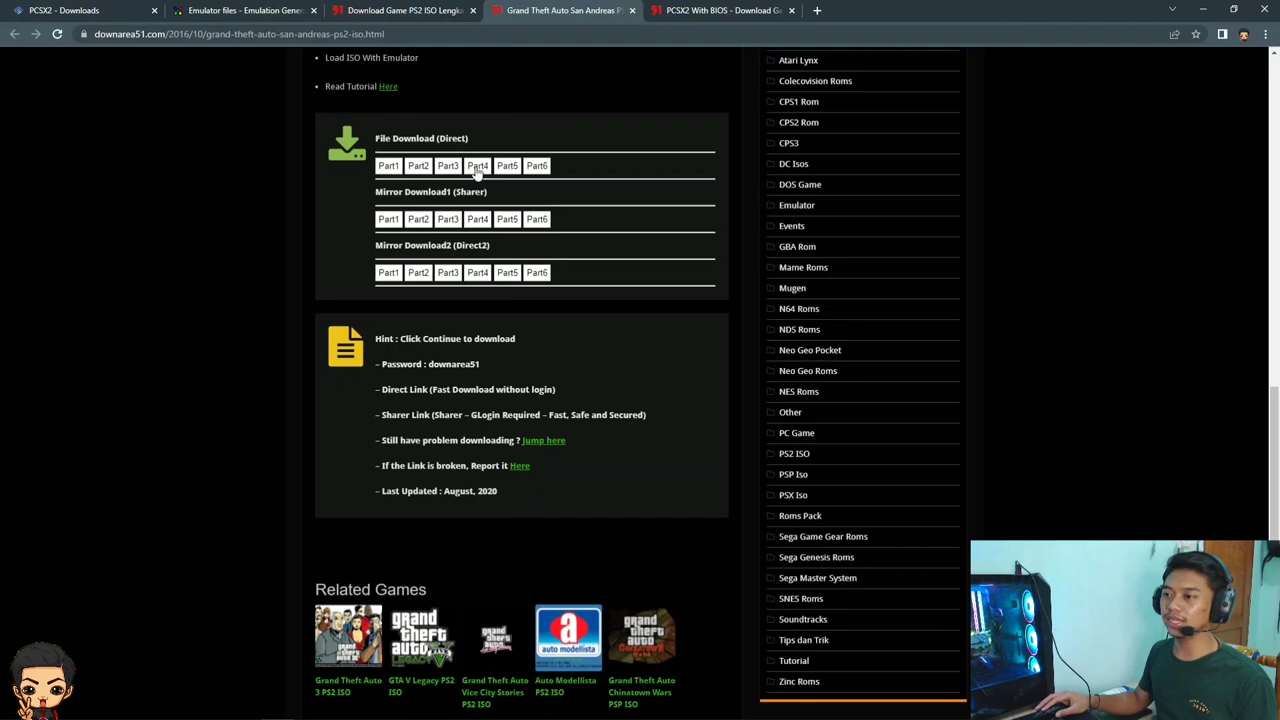 PCSX2 - Downloads
Emulator files - Emulation Genera
Download Game PS2 ISO Lengka
Grand Theft Auto San Andreas P
PCSX2 With BIOS - Download Ga
downarea51.com/2016/10/grand-theft-auto-san-andreas-ps2-iso.html
Load ISO With Emulator
Read Tutorial Here
File Download (Direct)
Part1 Part2 Part3 Part4 Part5 Part6
Mirror Download1 (Sharer)
Part1 Part2 Part3 Part4 Part5 Part6
Mirror Download2 (Direct2)
Part1 Part2 Part3 Part4 Part5 Part6
Hint : Click Continue to download
– Password : downarea51
– Direct Link (Fast Download without login)
– Sharer Link (Sharer – GLogin Required – Fast, Safe and Secured)
– Still have problem downloading ? Jump here
– If the Link is broken, Report it Here
– Last Updated : August, 2020
Related Games
Grand Theft Auto
3 PS2 ISO
GTA V Legacy PS2
ISO
Grand Theft Auto
Vice City Stories
PS2 ISO
Auto Modellista
PS2 ISO
Grand Theft Auto
Chinatown Wars
PSP ISO
Atari Lynx
Colecovision Roms
CPS1 Rom
CPS2 Rom
CPS3
DC Isos
DOS Game
Emulator
Events
GBA Rom
Mame Roms
Mugen
N64 Roms
NDS Roms
Neo Geo Pocket
Neo Geo Roms
NES Roms
Other
PC Game
PS2 ISO
PSP Iso
PSX Iso
Roms Pack
Sega Game Gear Roms
Sega Genesis Roms
Sega Master System
SNES Roms
Soundtracks
Tips dan Trik
Tutorial
Zinc Roms